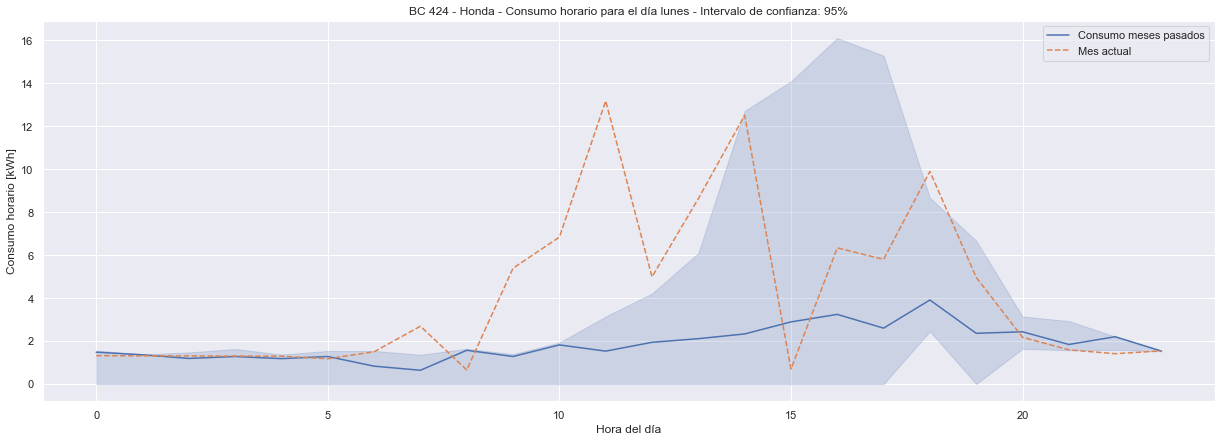 BC 424 - Honda - Consumo horario para el día lunes - Intervalo de confianza: 95%
Consumo meses pasados
Mes actual
Consumo horario [kWh]
16
14
12
10
8
6
4
2
0
0 5 10 15 20
Hora del día